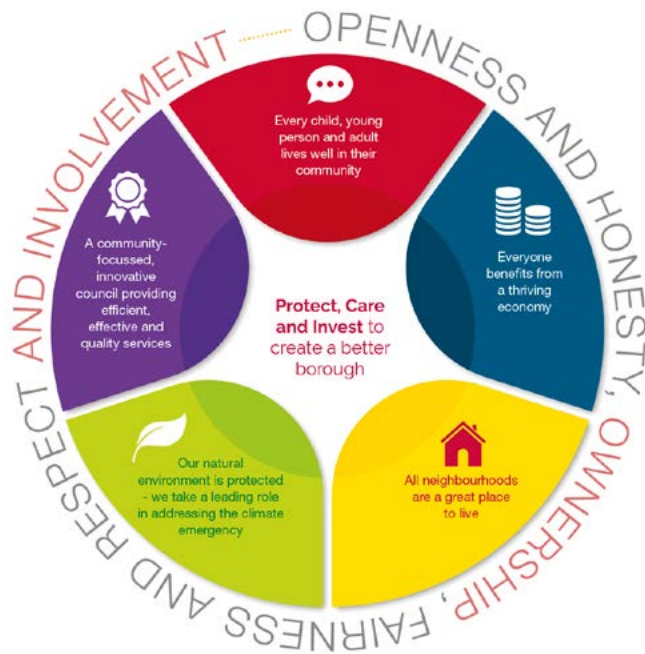 OPENNESS AND HONESTY, OWNERSHIP, FAIRNESS AND RESPECT AND INVOLVEMENT
Every child, young
person and adult
lives well in their
community
Everyone
benefits from
a thriving
economy
All neighbourhoods
are a great place
to live
Our natural
environment is protected
- we take a leading role
in addressing the climate
emergency
A community-
focussed,
innovative
council providing
efficient,
effective and
quality services
Protect, Care
and Invest to
create a better
borough